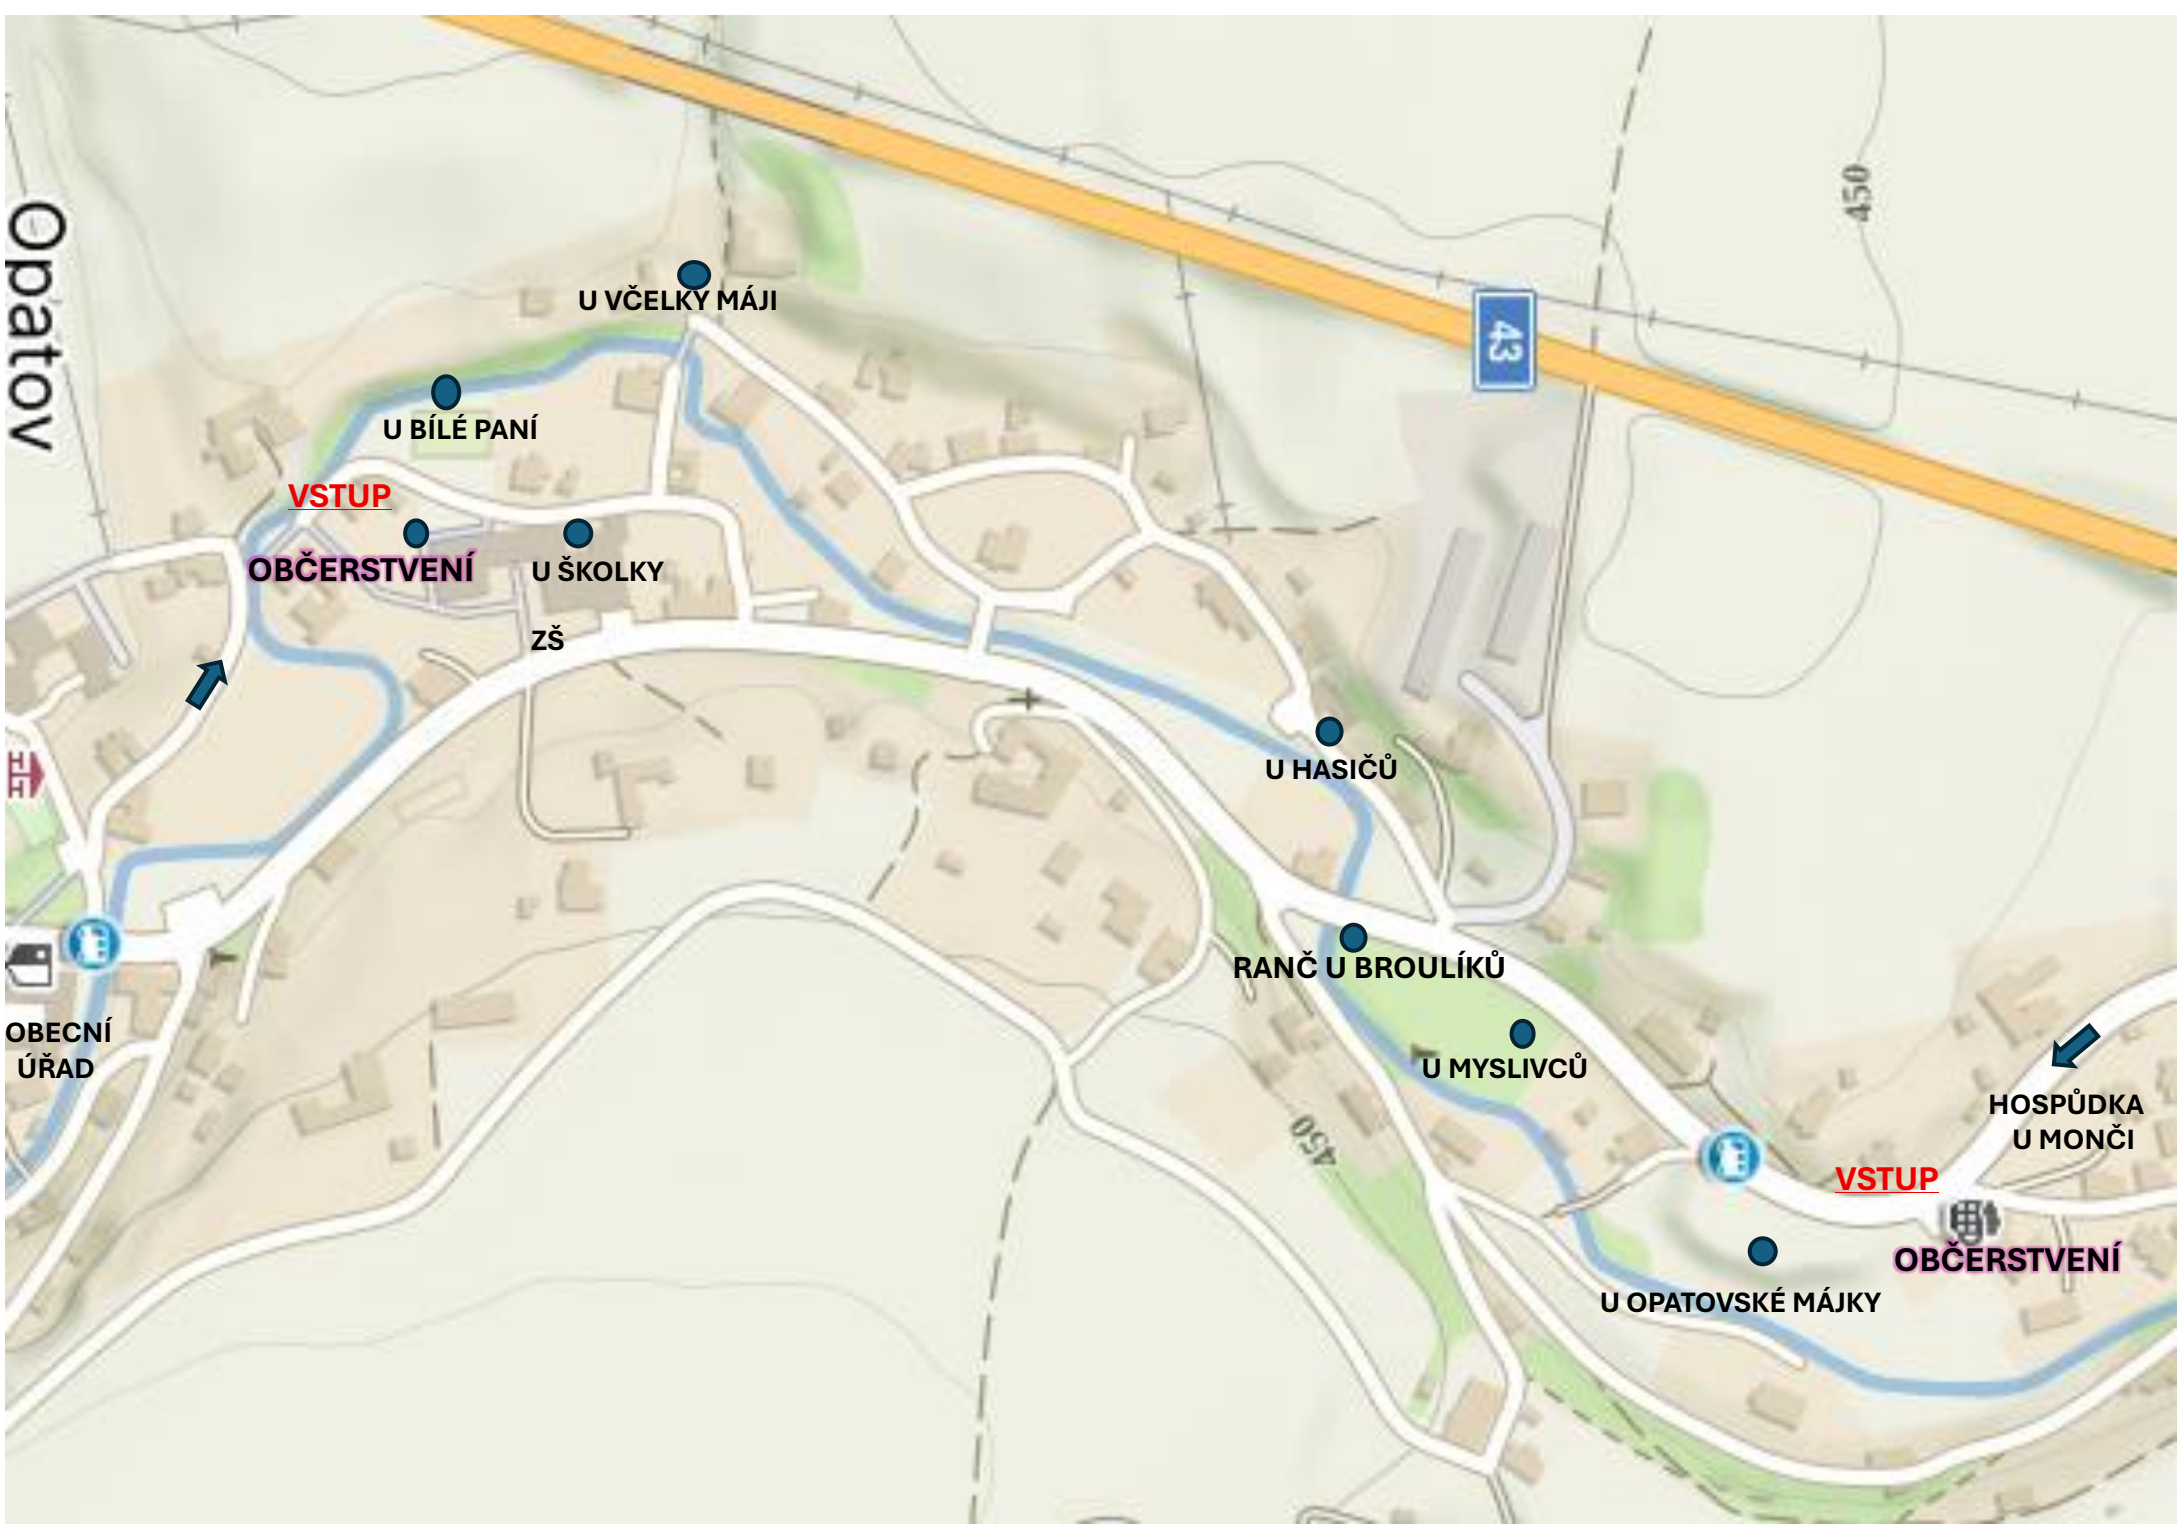 Opatov
450
43
U VČELKY MÁJI
U BÍLÉ PANÍ
VSTUP
OBČERSTVENÍ
U ŠKOLKY
ZŠ
U HASIČŮ
H
H
RANČ U BROULÍKŮ
OBECNÍ
ÚŘAD
U MYSLIVCŮ
450
HOSPŮDKA
U MONČI
VSTUP
OBČERSTVENÍ
U OPATOVSKÉ MÁJKY